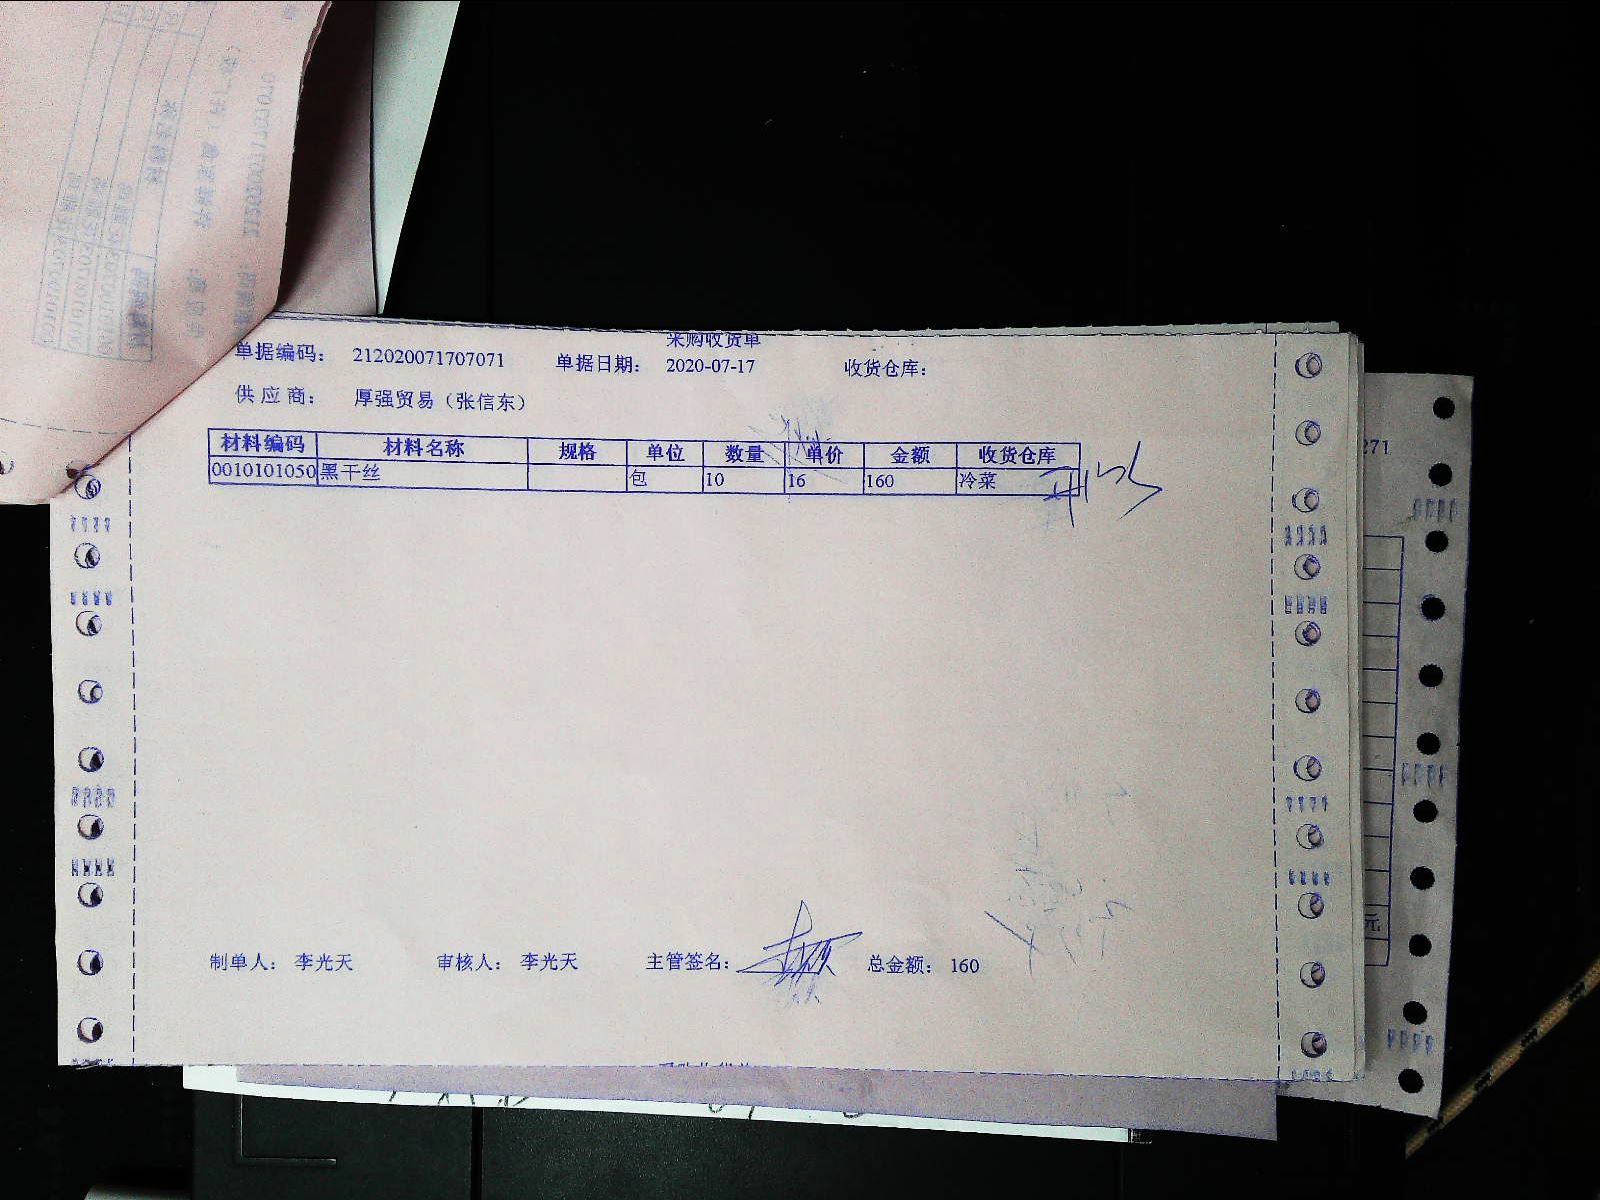 采购收货单
单据编码： 212020071707071 单据日期： 2020-07-17 收货仓库：
供应商： 厚强贸易（张信东）
材料编码 材料名称 规格 单位 数量 单价 金额 收货仓库
0010101050 黑干丝 包 10 16 160 冷菜
制单人： 李光天 审核人： 李光天 主管签名： 总金额： 160
271
元